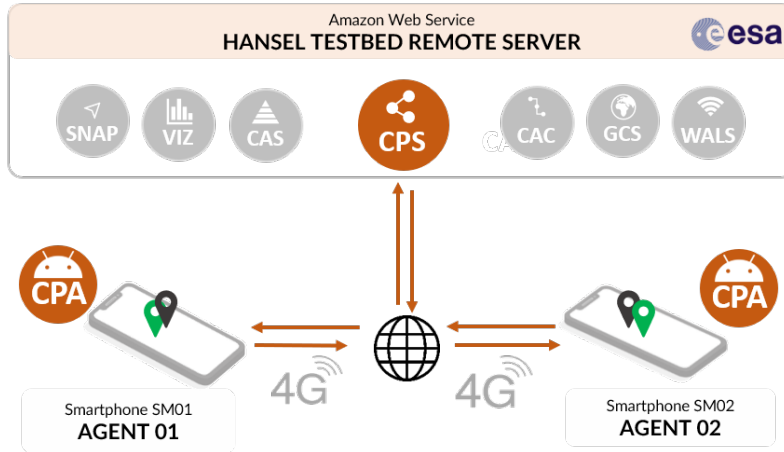 Amazon Web Service
HANSEL TESTBED REMOTE SERVER
esa
SNAP
VIZ
CAS
CPS
CAC
GCS
WALS
CPA
CPA
4G
4G
Smartphone SM01
AGENT 01
Smartphone SM02
AGENT 02